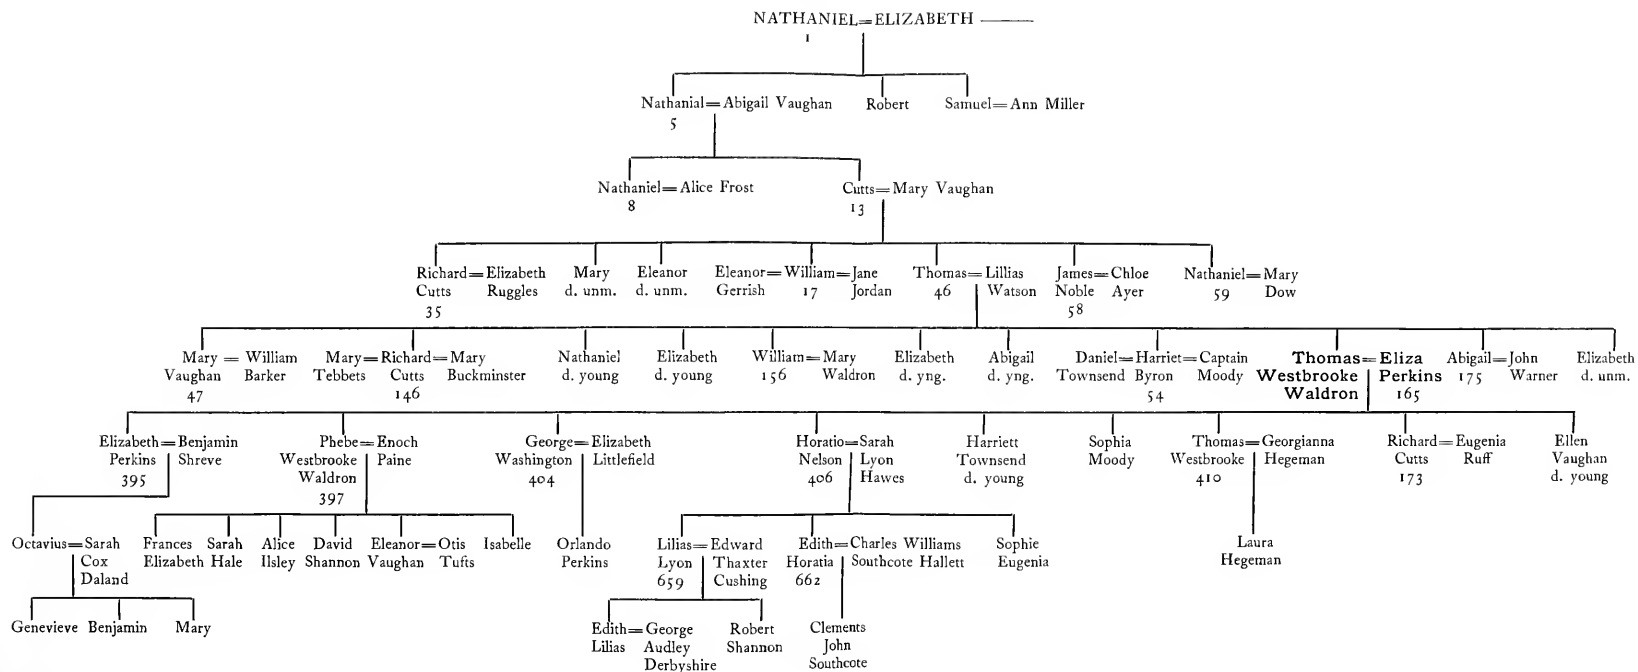 NATHANIEL=ELIZABETH ———
1
Nathanial=Abigail Vaughan Robert Samuel=Ann Miller
5
Nathaniel=Alice Frost Cutts=Mary Vaughan
8 13
Richard=Elizabeth Mary Eleanor Eleanor=William=Jane Thomas=Lillias James=Chloe Nathaniel=Mary
Cutts Ruggles d. unm. d. unm. Gerrish 17 Jordan 46 Watson Noble Ayer 59 Dow
35 58
Mary = William Mary=Richard=Mary Nathaniel Elizabeth William=Mary Elizabeth Abigail Daniel=Harriet=Captain Thomas=Eliza Abigail=John Elizabeth
Vaughan Barker Tebbets Cutts Buckminster d. young d. young 156 Waldron d. yng. d. yng. Townsend Byron Moody Westbrooke Perkins 175 Warner d. unm.
47 146 54 Waldron 165
Elizabeth=Benjamin Phebe=Enoch George=Elizabeth Horatio=Sarah Harriett Sophia Thomas=Georgianna Richard=Eugenia Ellen
Perkins Shreve Westbrooke Paine Washington Littlefield Nelson Lyon Townsend Moody Westbrooke Hegeman Cutts Ruff Vaughan
395 Waldron 404 406 Hawes d. young 410 173 d. young
397
Octavius=Sarah Frances Sarah Alice David Eleanor=Otis Isabelle Orlando Lilias=Edward Edith=Charles Williams Sophie Laura
Cox Elizabeth Hale Ilsley Shannon Vaughan Tufts Perkins Lyon Thaxter Horatia Southcote Hallett Eugenia Hegeman
Daland 659 Cushing 662
Genevieve Benjamin Mary Edith=George Robert Clements
Lilias Audley Shannon John
Derbyshire Southcote